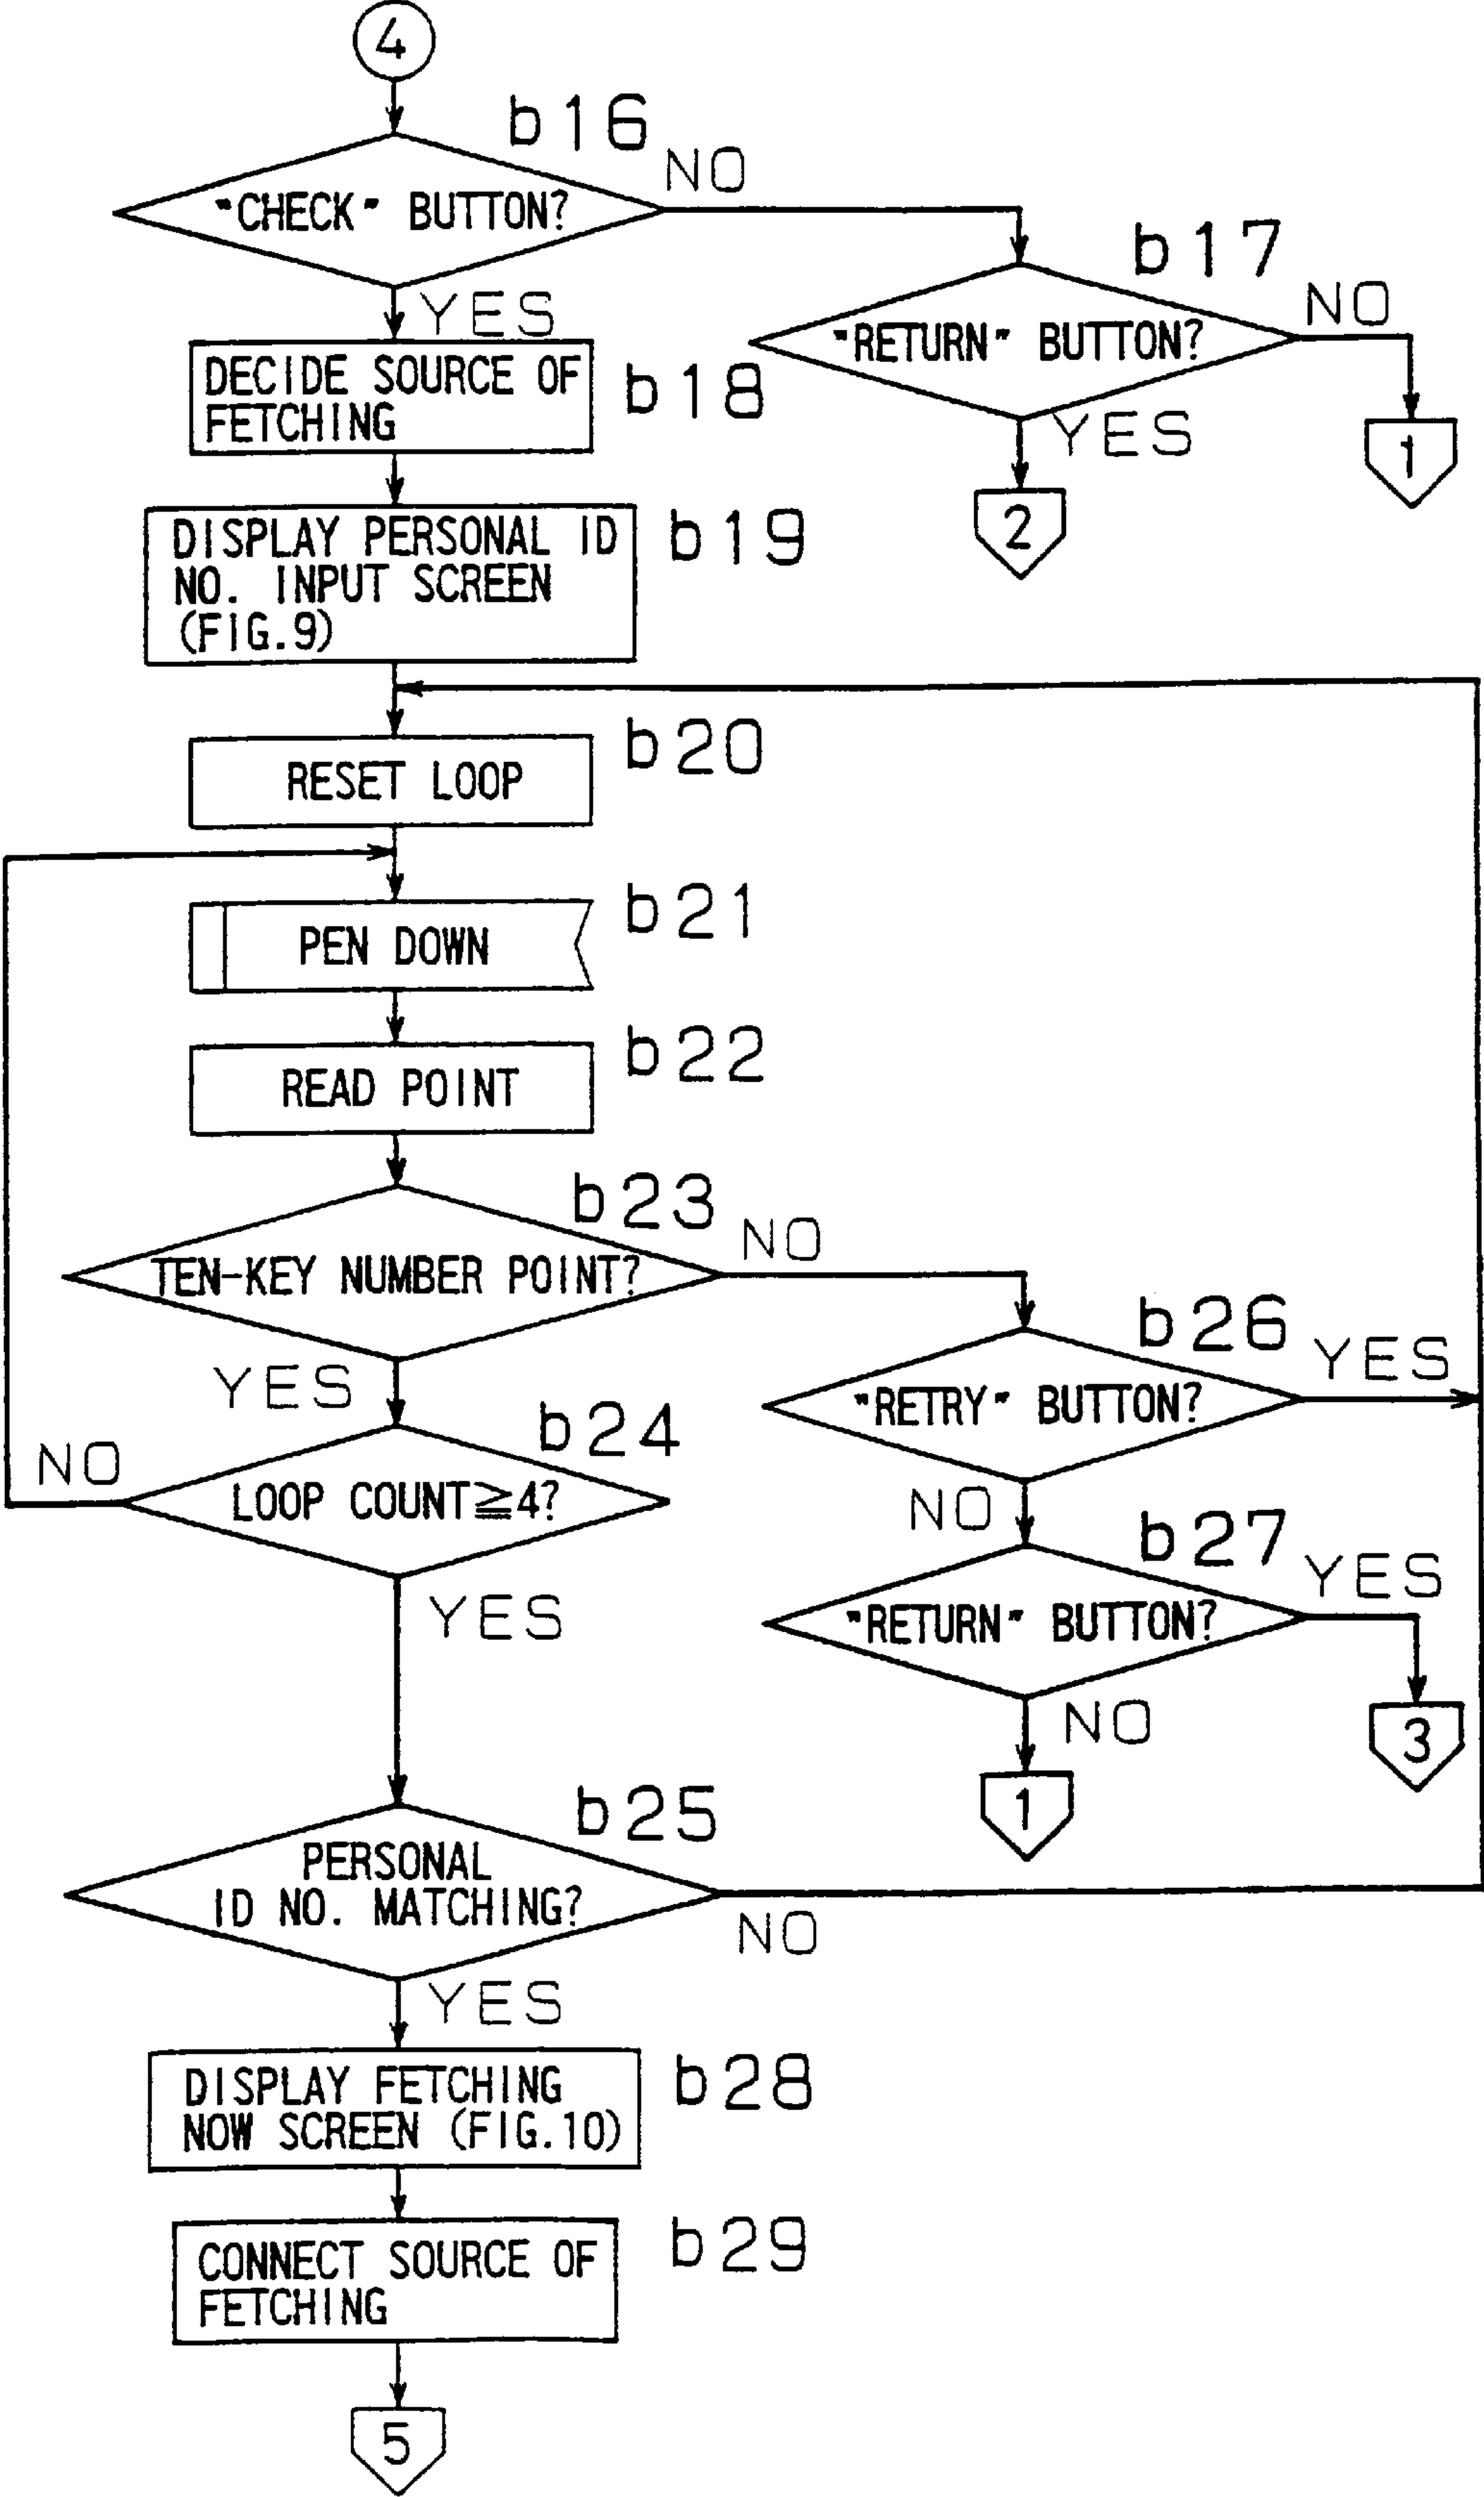 4
b16
NO
"CHECK" BUTTON?
b17
NO
YES
"RETURN" BUTTON?
DECIDE SOURCE OF
FETCHING
b18
YES
1
2
DISPLAY PERSONAL ID
NO. INPUT SCREEN
(FIG.9)
b19
b20
RESET LOOP
b21
PEN DOWN
b22
READ POINT
b23
NO
TEN-KEY NUMBER POINT?
b26
YES
YES
"RETRY" BUTTON?
b24
NO
LOOP COUNT≧4?
NO
b27
YES
YES
"RETURN" BUTTON?
NO
3
1
b25
PERSONAL
ID NO. MATCHING?
NO
YES
DISPLAY FETCHING
NOW SCREEN (FIG.10)
b28
CONNECT SOURCE OF
FETCHING
b29
5